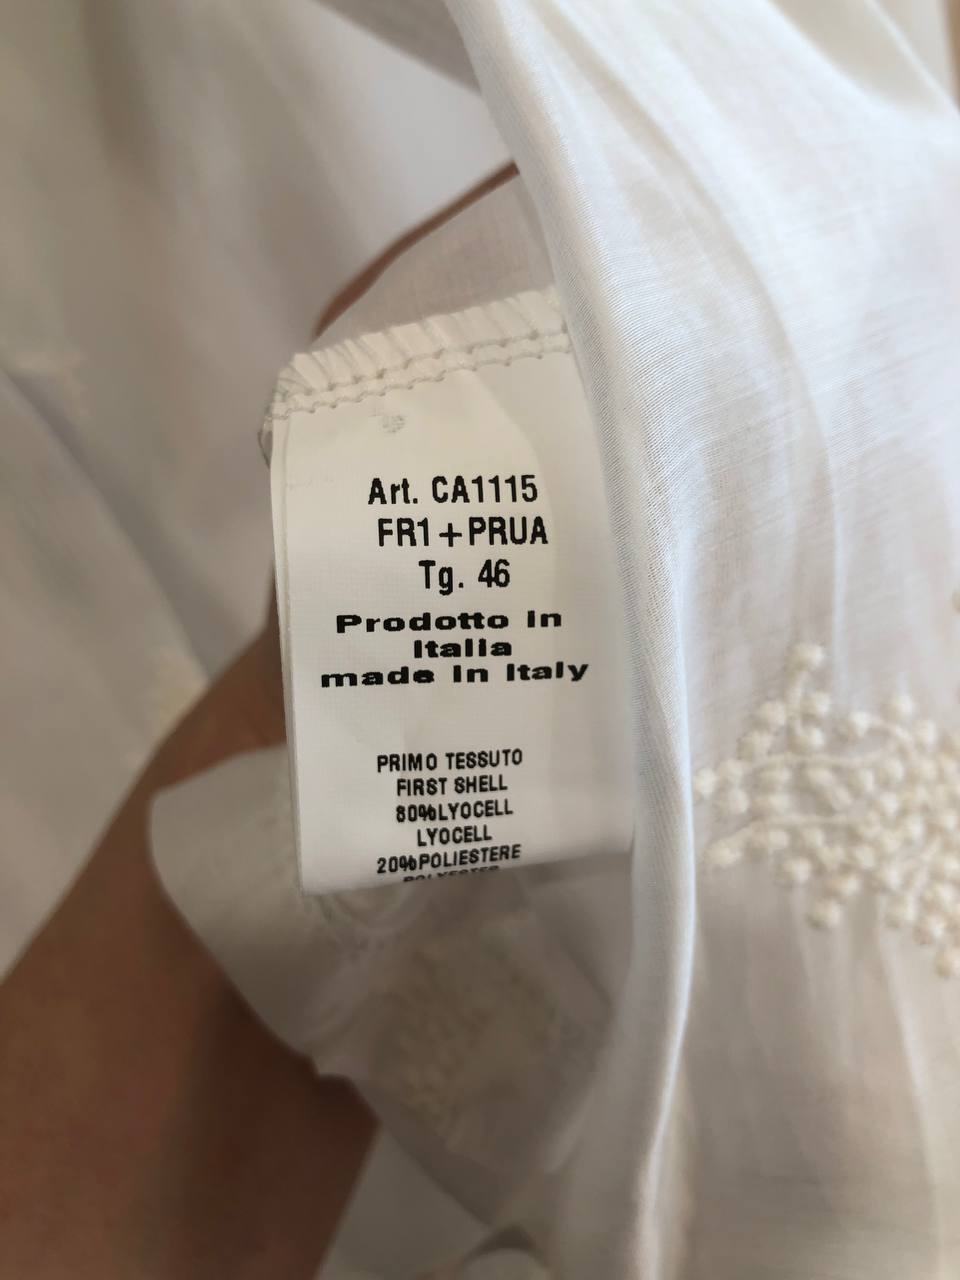 Art. CA1115
FR1+PRUA
Tg. 46
Prodotto in
Italia
made in Italy
PRIMO TESSUTO
FIRST SHELL
80%LYOCELL
LYOCELL
20%POLIESTERE
POLYESTER